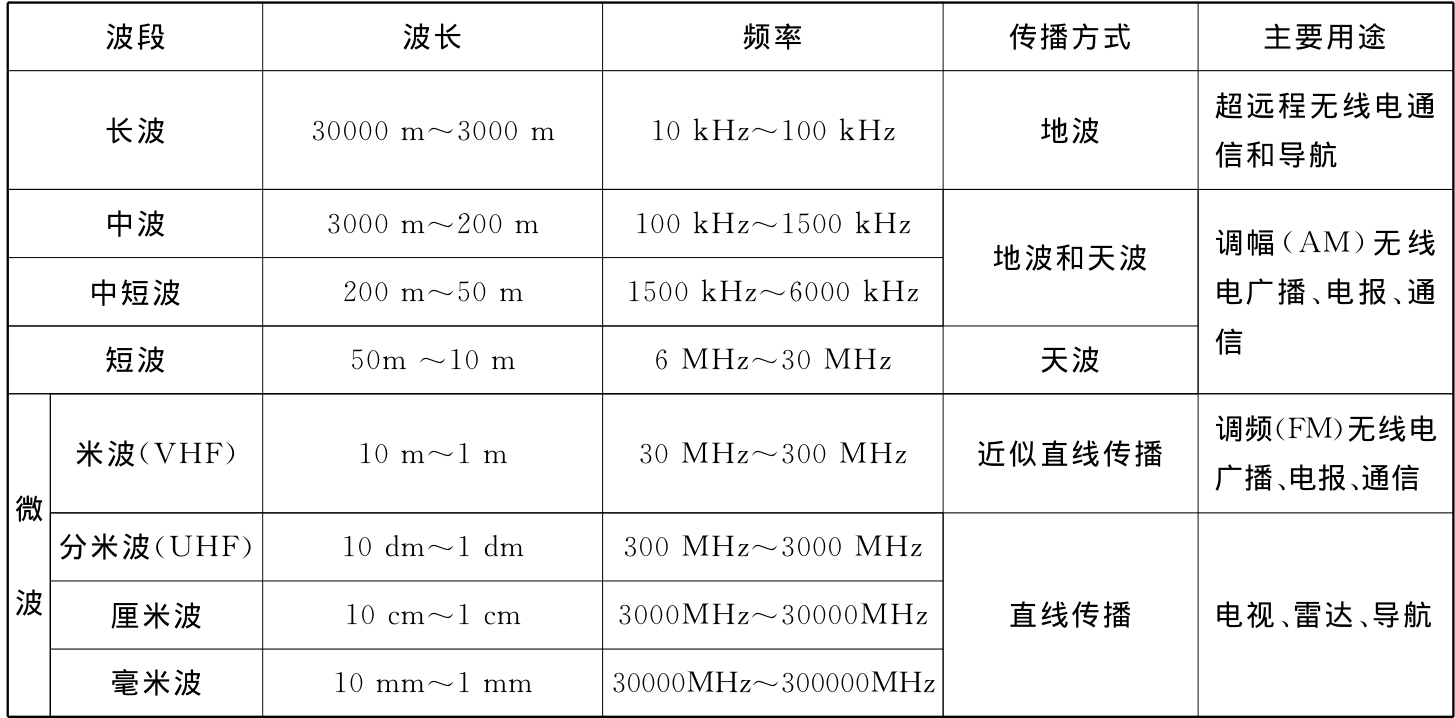 波段 波长 频率 传播方式 主要用途
长波 30000 m～3000 m 10 kHz～100 kHz 地波 超远程无线电通
信和导航
中波 3000 m～200 m 100 kHz～1500 kHz 地波和天波 调幅(AM)无线
中短波 200 m～50 m 1500 kHz～6000 kHz 电广播、电报、通
短波 50m ～10 m 6 MHz～30 MHz 天波 信
微
波
米波(VHF) 10 m～1 m 30 MHz～300 MHz 近似直线传播 调频(FM)无线电
广播、电报、通信
分米波(UHF) 10 dm～1 dm 300 MHz～3000 MHz
厘米波 10 cm～1 cm 3000MHz～30000MHz 直线传播 电视、雷达、导航
毫米波 10 mm～1 mm 30000MHz～300000MHz